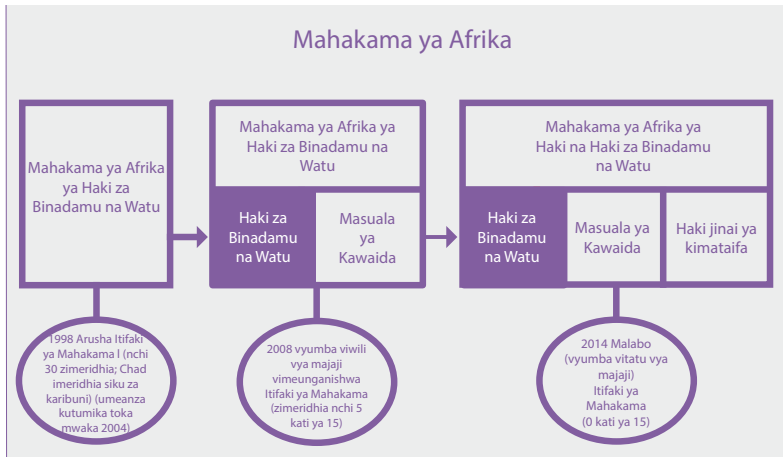 Mahakama ya Afrika
Mahakama ya Afrika
ya Haki za
Binadamu na Watu
Mahakama ya Afrika ya
Haki za Binadamu na
Watu
Haki za
Binadamu
na Watu
Masuala
ya
Kawaida
Mahakama ya Afrika ya
Haki na Haki za Binadamu
na Watu
Haki za
Binadamu
na Watu
Masuala ya
Kawaida
Haki jinai ya
kimataifa
1998 Arusha Itifaki
ya Mahakama l (nchi
30 zimeridhia; Chad
imeridhia siku za
karibuni) (umeanza
kutumika toka
mwaka 2004)
2008 vyumba viwili
vya majaji
vimeunganishwa
Itifaki ya Mahakama
(zimeridhia nchi 5
kati ya 15)
2014 Malabo
(vyumba vitatu vya
majaji)
Itifaki ya
Mahakama
(0 kati ya 15)